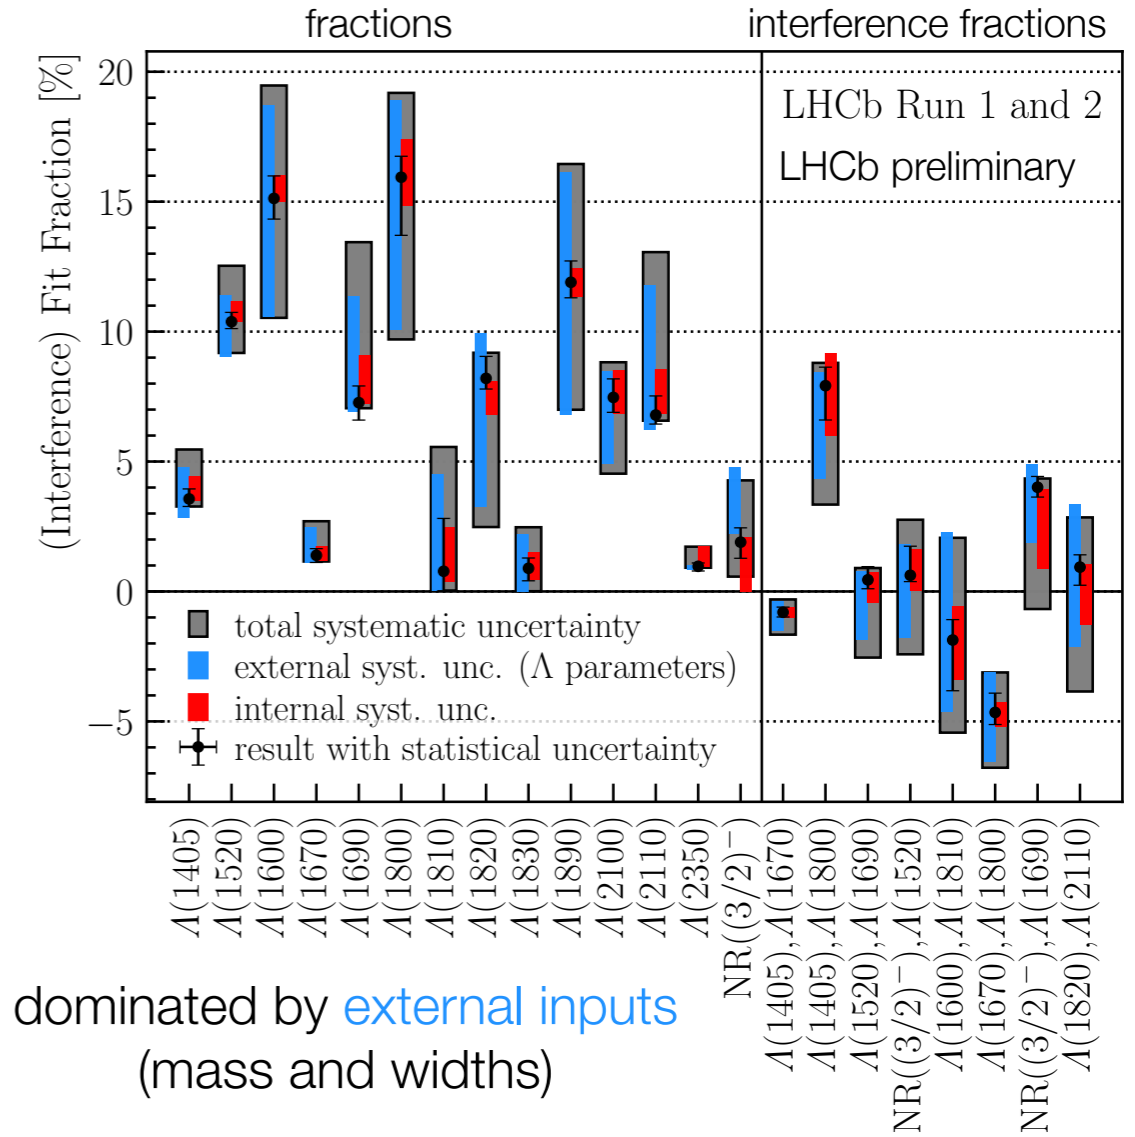 fractions
interference fractions
(Interference) Fit Fraction [%]
20
15
10
5
0
−5
LHCb Run 1 and 2
LHCb preliminary
total systematic uncertainty
external syst. unc. (Λ parameters)
internal syst. unc.
result with statistical uncertainty
Λ(1405)
Λ(1520)
Λ(1600)
Λ(1670)
Λ(1690)
Λ(1800)
Λ(1810)
Λ(1820)
Λ(1830)
Λ(1890)
Λ(2100)
Λ(2110)
Λ(2350)
NR((3/2)⁻)
Λ(1405),Λ(1670)
Λ(1405),Λ(1800)
Λ(1520),Λ(1690)
NR((3/2)⁻),Λ(1520)
Λ(1600),Λ(1810)
Λ(1670),Λ(1800)
NR((3/2)⁻),Λ(1690)
Λ(1820),Λ(2110)
dominated by external inputs
(mass and widths)